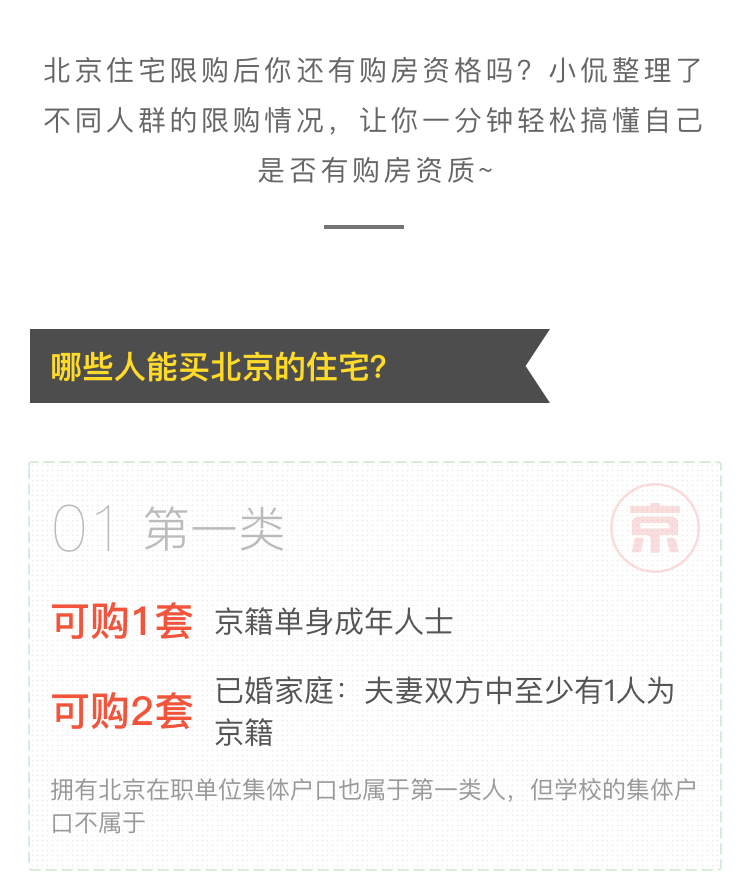 北京住宅限购后你还有购房资格吗？小侃整理了
不同人群的限购情况，让你一分钟轻松搞懂自己
是否有购房资质~
哪些人能买北京的住宅?
01 第一类
京
可购1套 京籍单身成年人士
可购2套 已婚家庭：夫妻双方中至少有1人为
京籍
拥有北京在职单位集体户口也属于第一类人，但学校的集体户
口不属于